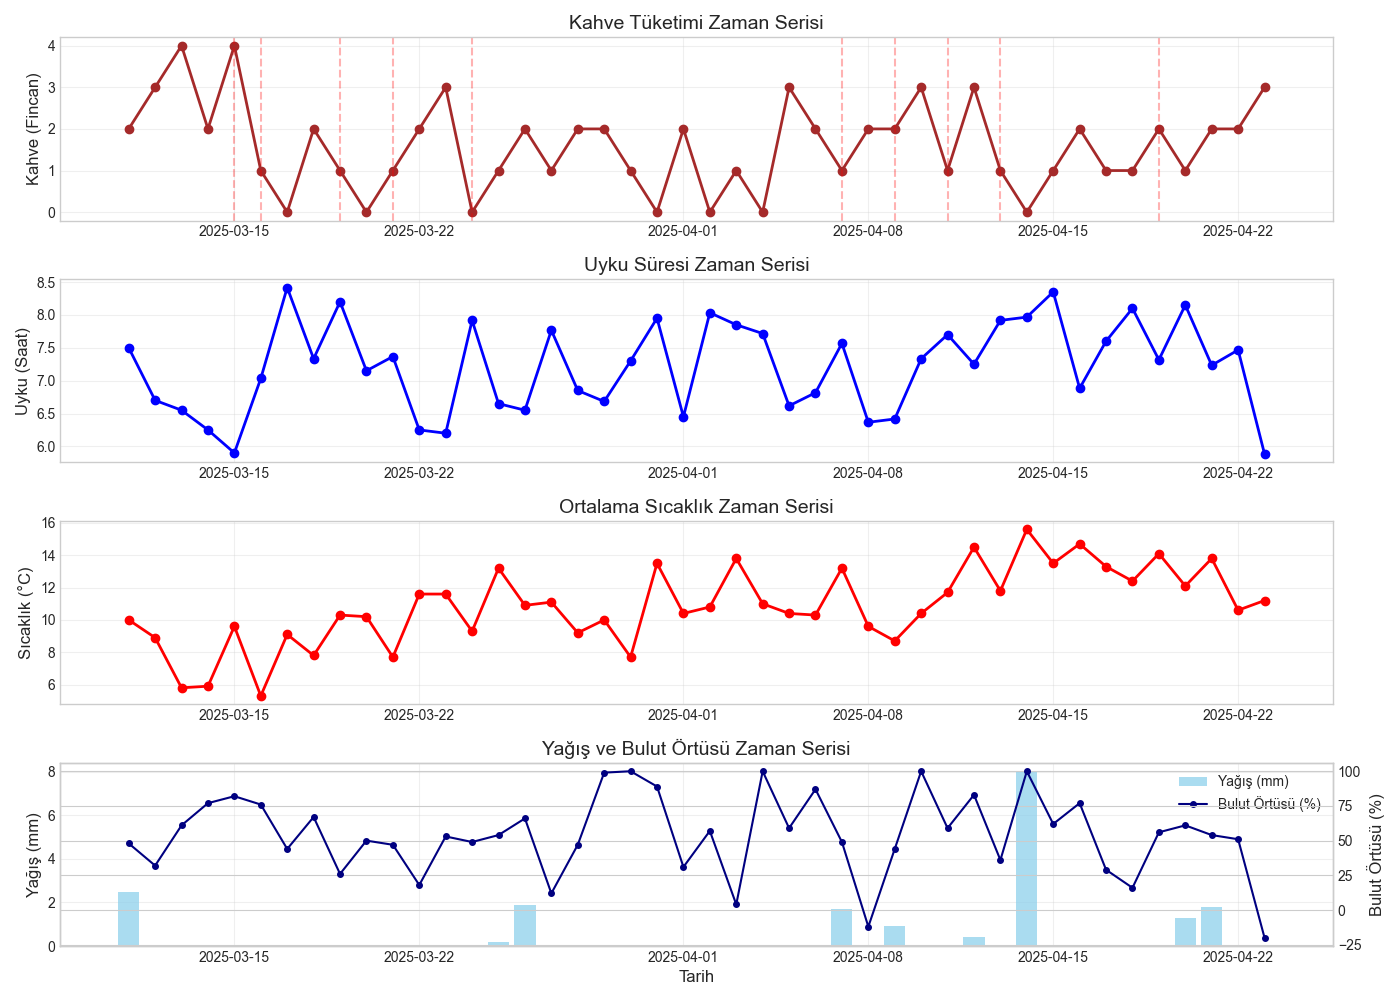 Kahve Tüketimi Zaman Serisi
Kahve (Fincan)
4
3
2
1
0
2025-03-15 2025-03-22 2025-04-01 2025-04-08 2025-04-15 2025-04-22
Uyku Süresi Zaman Serisi
Uyku (Saat)
8.5
8.0
7.5
7.0
6.5
6.0
2025-03-15 2025-03-22 2025-04-01 2025-04-08 2025-04-15 2025-04-22
Ortalama Sıcaklık Zaman Serisi
Sıcaklık (°C)
16
14
12
10
8
6
2025-03-15 2025-03-22 2025-04-01 2025-04-08 2025-04-15 2025-04-22
Yağış ve Bulut Örtüsü Zaman Serisi
Yağış (mm)
8
6
4
2
0
Yağış (mm)
Bulut Örtüsü (%)
100
75
50
25
0
−25
Bulut Örtüsü (%)
2025-03-15 2025-03-22 2025-04-01 2025-04-08 2025-04-15 2025-04-22
Tarih